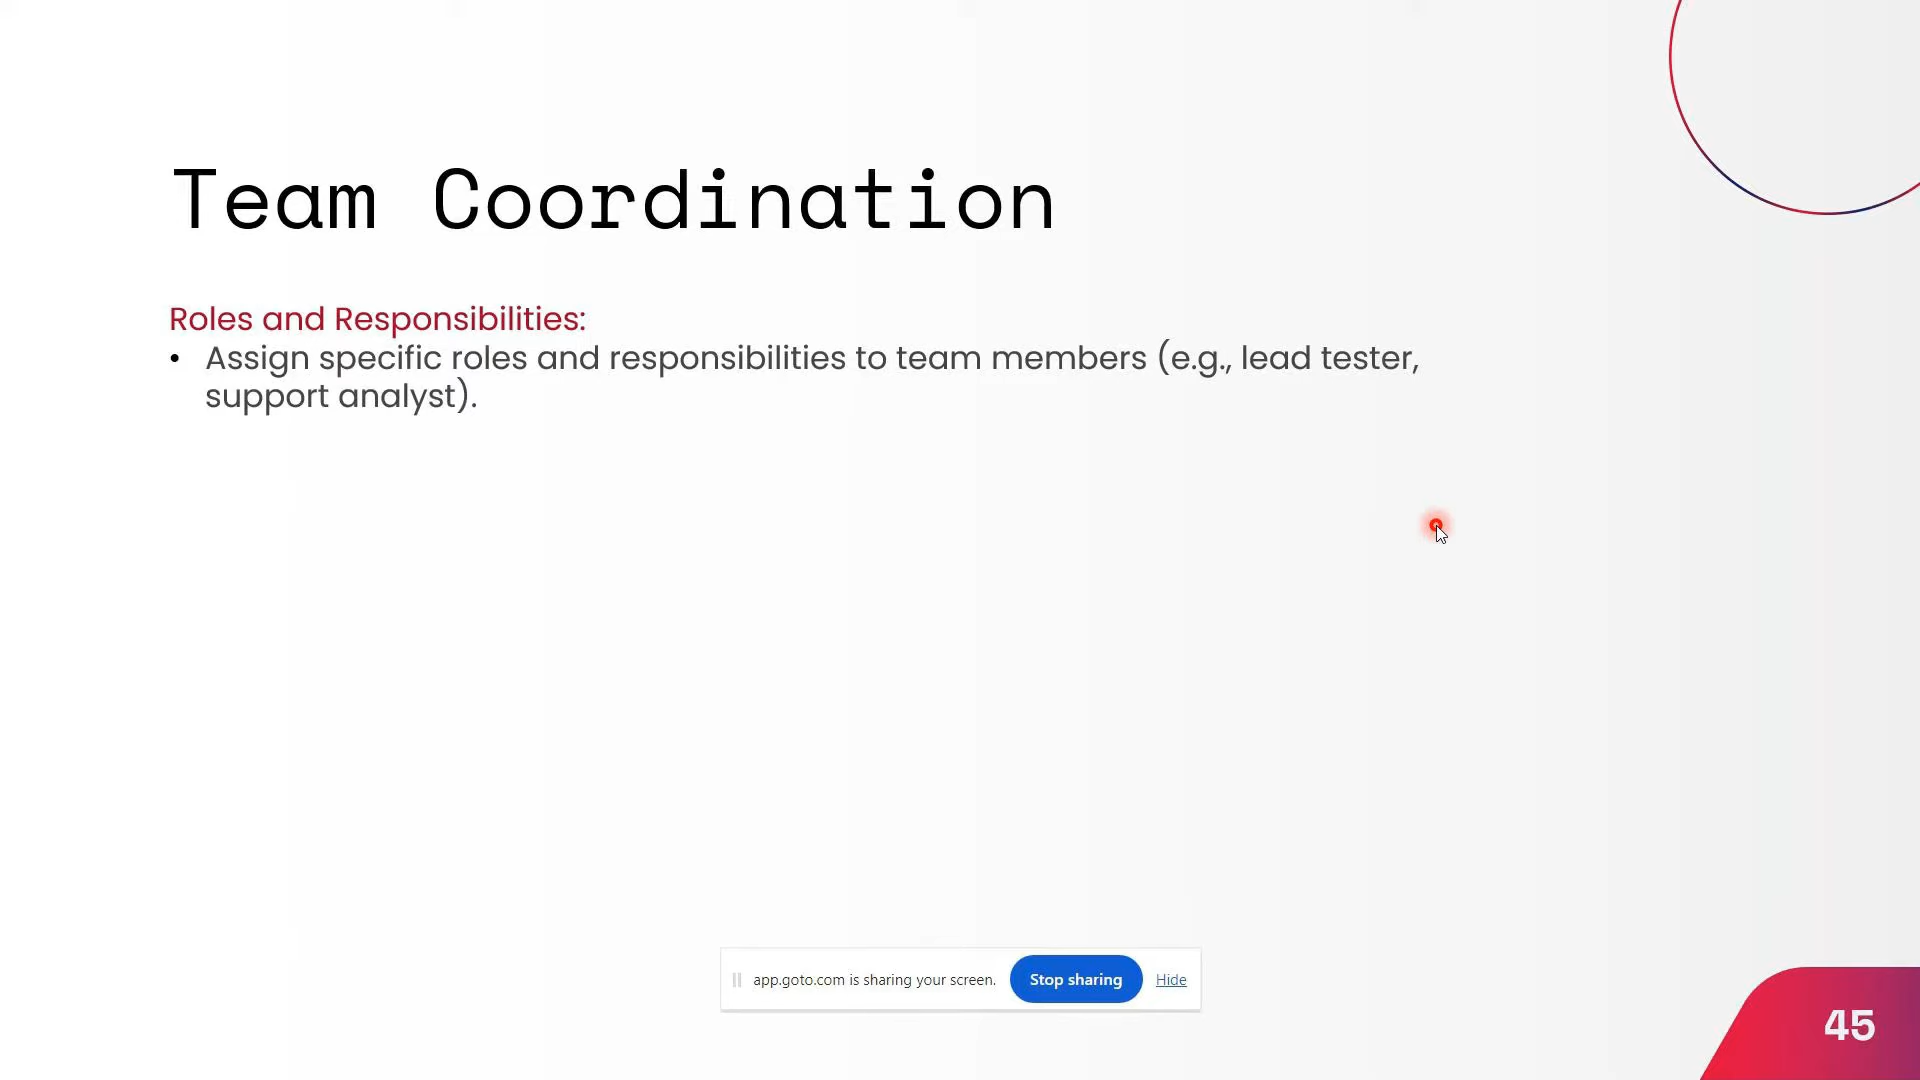 Team Coordination
Roles and Responsibilities:
• Assign specific roles and responsibilities to team members (e.g., lead tester,
support analyst).
app.goto.com is sharing your screen. Stop sharing Hide
45